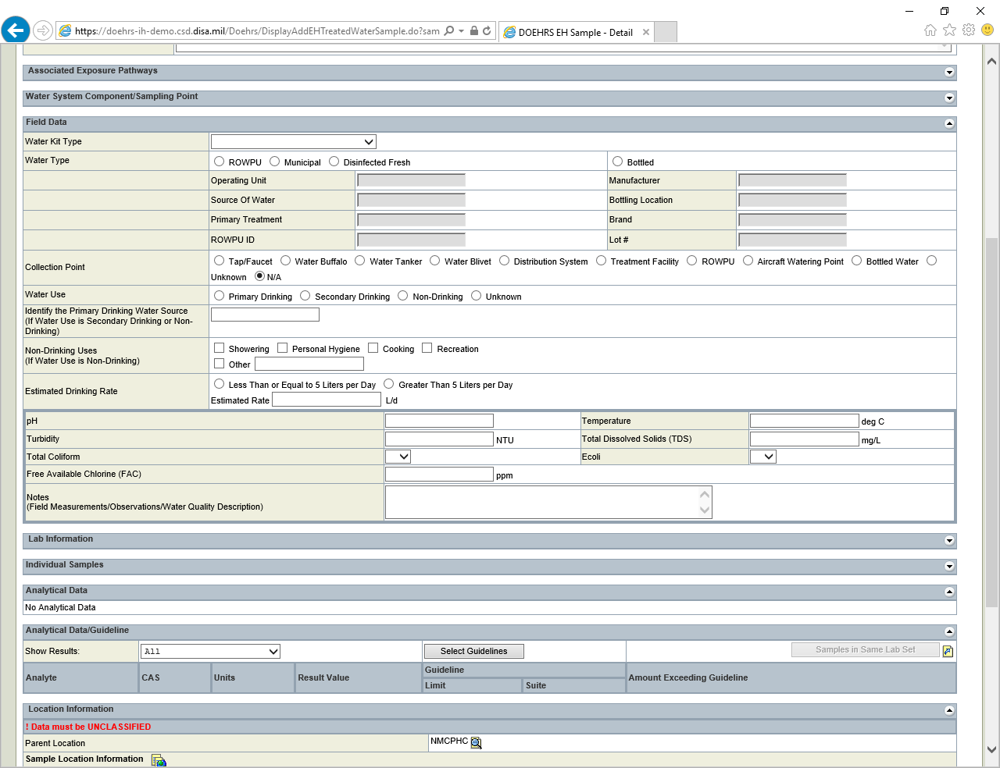 https://doehrs-ih-demo.csd.disa.mil/Doehrs/DisplayAddEHTreatedWaterSample.do?sam
DOEHRS EH Sample - Detail
Associated Exposure Pathways
Water System Component/Sampling Point
Field Data
Water Kit Type
Water Type ROWPU Municipal Disinfected Fresh Bottled
Operating Unit Manufacturer
Source Of Water Bottling Location
Primary Treatment Brand
ROWPU ID Lot #
Collection Point Tap/Faucet Water Buffalo Water Tanker Water Blivet Distribution System Treatment Facility ROWPU Aircraft Watering Point Bottled Water
Unknown N/A
Water Use Primary Drinking Secondary Drinking Non-Drinking Unknown
Identify the Primary Drinking Water Source
(If Water Use is Secondary Drinking or Non-
Drinking)
Non-Drinking Uses
(If Water Use is Non-Drinking)
Showering Personal Hygiene Cooking Recreation
Other
Estimated Drinking Rate
Less Than or Equal to 5 Liters per Day Greater Than 5 Liters per Day
Estimated Rate L/d
pH Temperature deg C
Turbidity NTU Total Dissolved Solids (TDS) mg/L
Total Coliform Ecoli
Free Available Chlorine (FAC) ppm
Notes
(Field Measurements/Observations/Water Quality Description)
Lab Information
Individual Samples
Analytical Data
No Analytical Data
Analytical Data/Guideline
Show Results: All Select Guidelines Samples in Same Lab Set
Analyte CAS Units Result Value Guideline Amount Exceeding Guideline
Limit Suite
Location Information
! Data must be UNCLASSIFIED
Parent Location NMCPHC
Sample Location Information